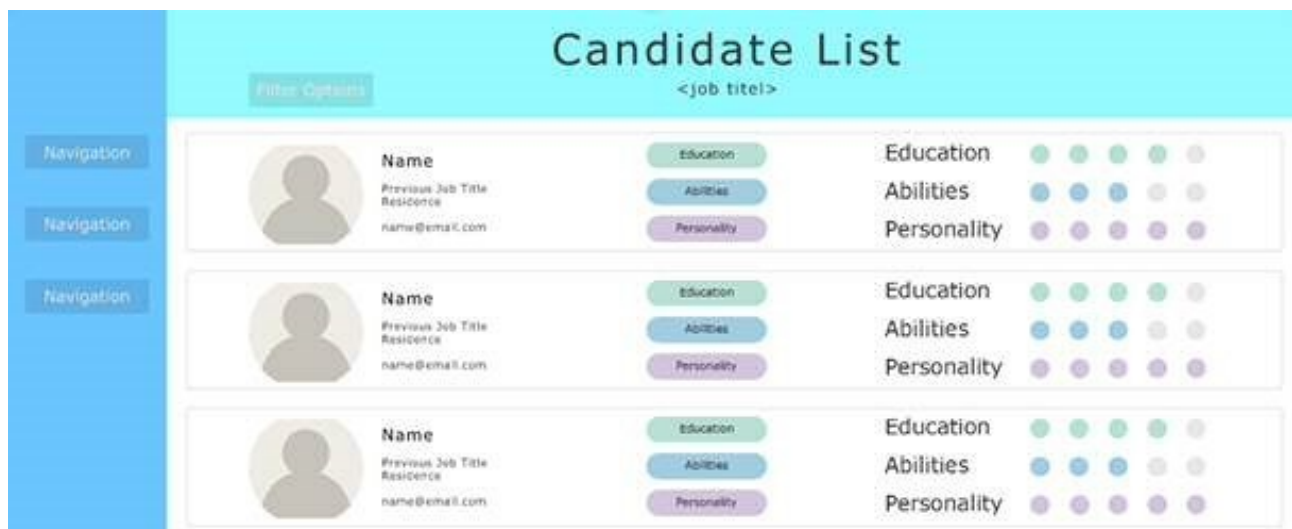 Candidate List
Filter Options
<job titel>
Navigation
Navigation
Navigation
Name
Previous Job Title
Residence
name@email.com
Education
Abilities
Personality
Education
Abilities
Personality
Name
Previous Job Title
Residence
name@email.com
Education
Abilities
Personality
Education
Abilities
Personality
Name
Previous Job Title
Residence
name@email.com
Education
Abilities
Personality
Education
Abilities
Personality